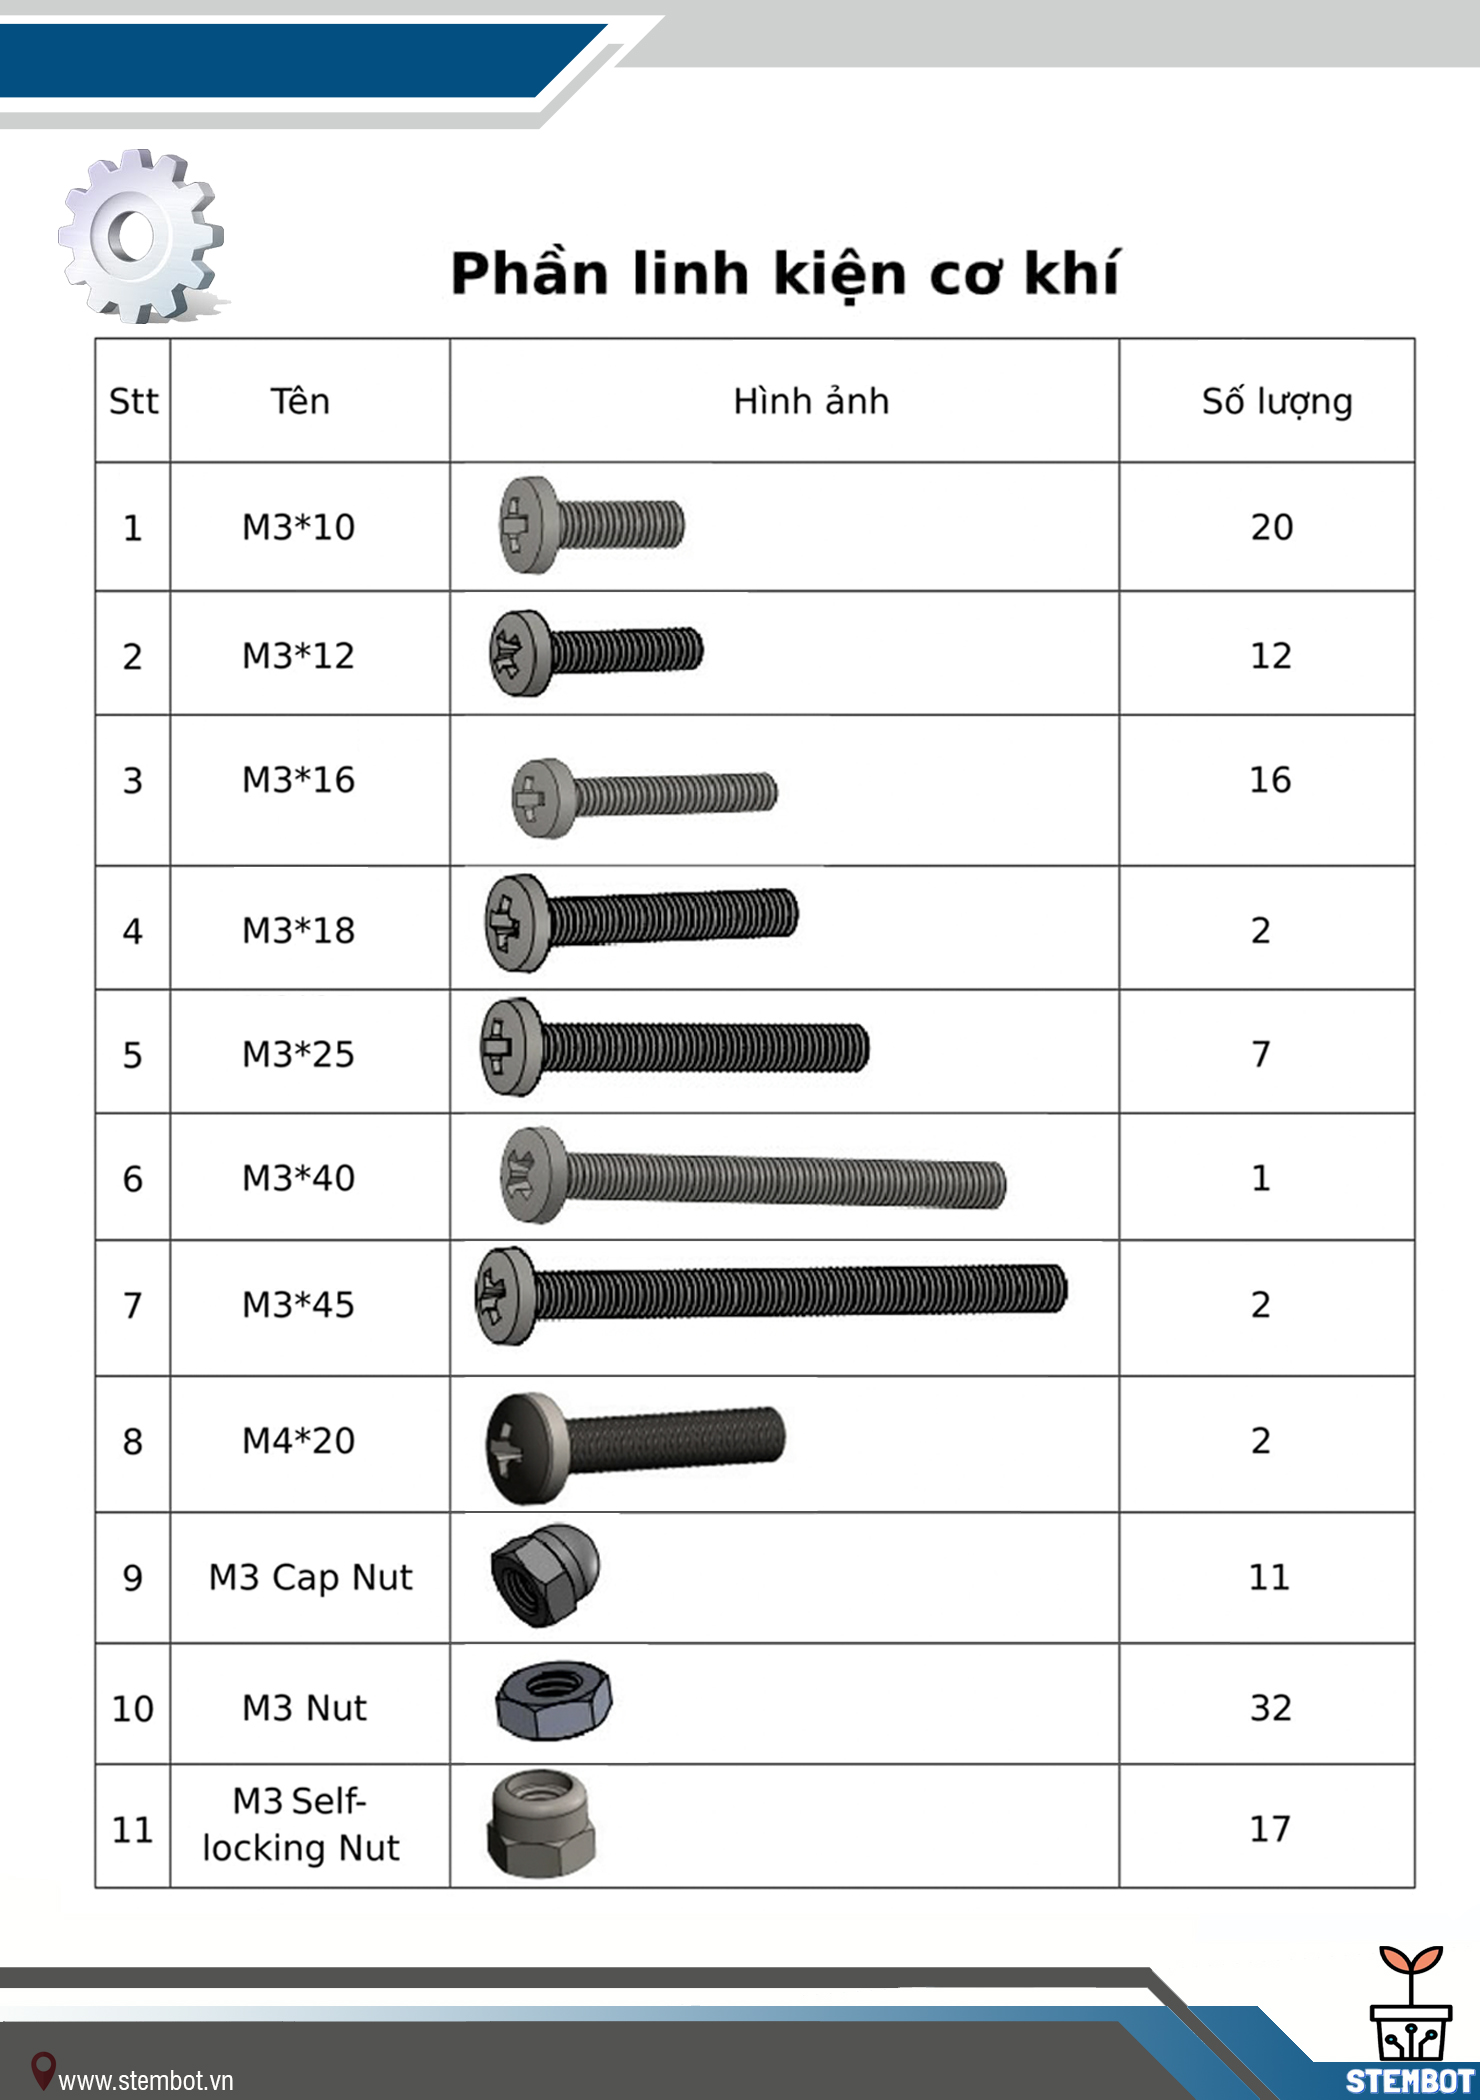 Phần linh kiện cơ khí
Stt Tên Hình ảnh Số lượng
1 M3*10 20
2 M3*12 12
3 M3*16 16
4 M3*18 2
5 M3*25 7
6 M3*40 1
7 M3*45 2
8 M4*20 2
9 M3 Cap Nut 11
10 M3 Nut 32
11 M3 Self-
locking Nut 17
www.stembot.vn
STEMBOT